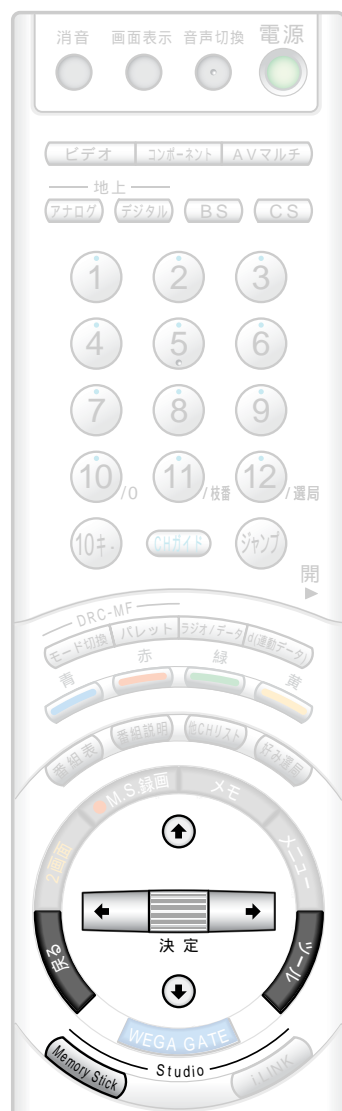 消音 画面表示 音声切換 電源
ビデオ コンポーネント AVマルチ
地上
アナログ デジタル BS CS
1 2 3
4 5 6
7 8 9
10/0 11/枝番 12/選局
10キー CHガイド ジャンプ
開
DRC-MF
モード切換 パレット ラジオ/データ d(連動データ)
青 赤 緑 黄
番組表 番組説明 他CHリスト 好み選局
2画面 M.S.録画 メモ メニュー
決定
戻る ツール
WEGA GATE
Memory Stick Studio i.LINK